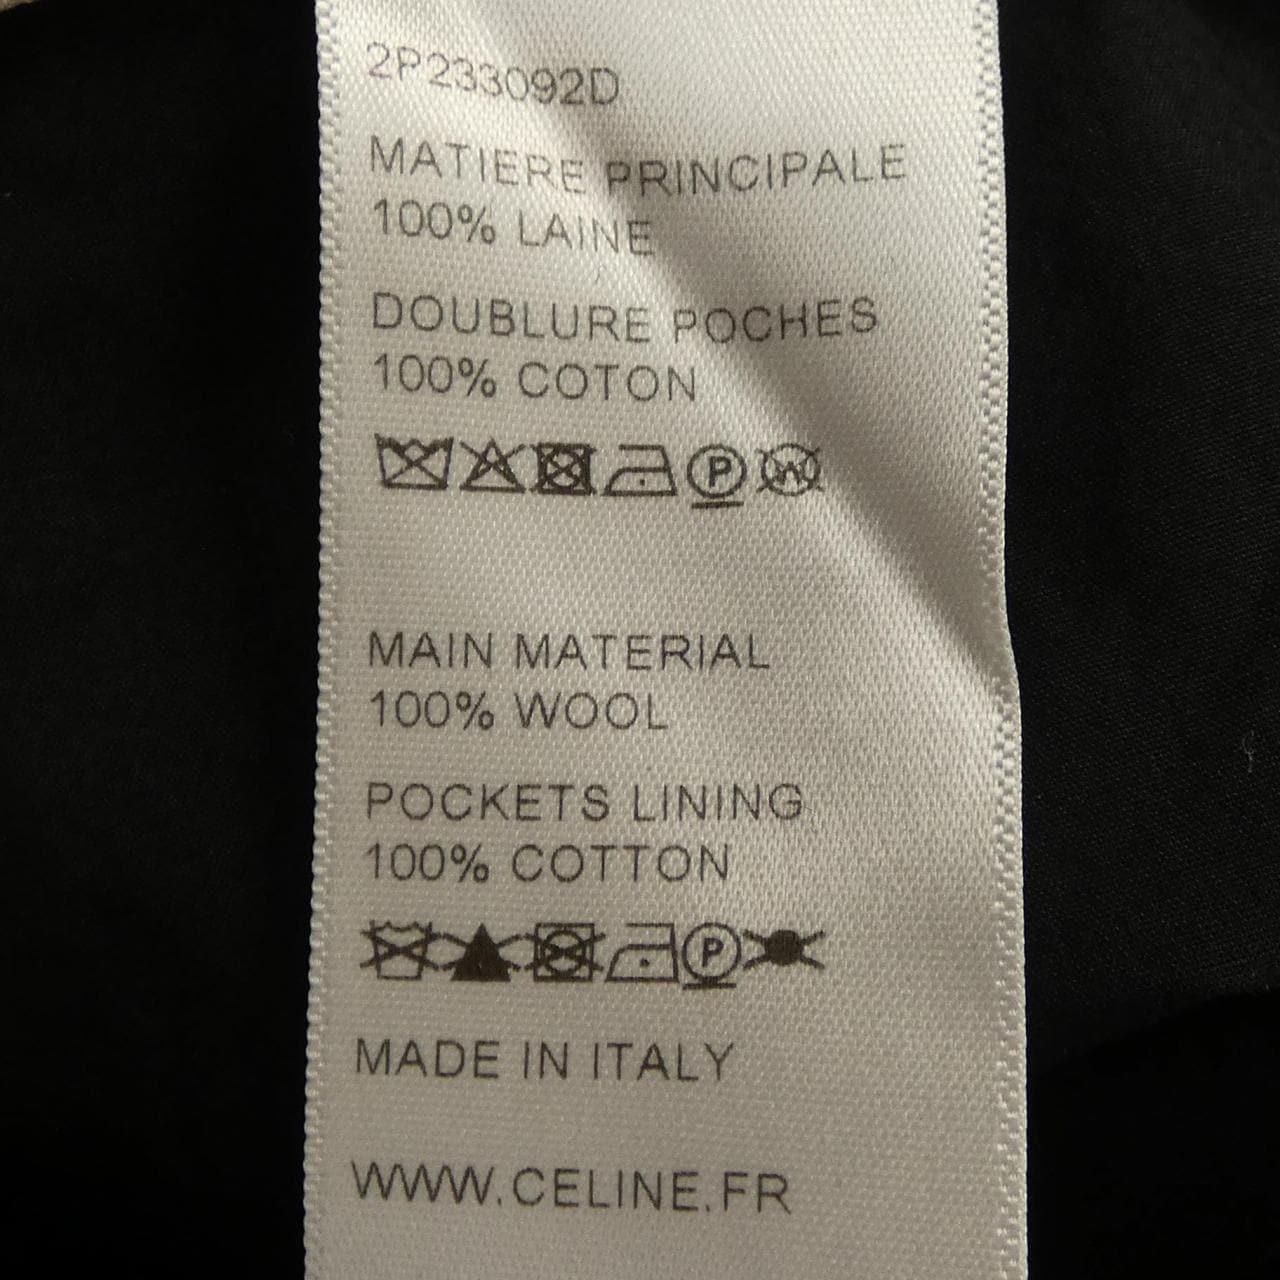 2P233092D
MATIERE PRINCIPALE
100% LAINE
DOUBLURE POCHES
100% COTON
P W
MAIN MATERIAL
100% WOOL
POCKETS LINING
100% COTTON
P
MADE IN ITALY
WWW.CELINE.FR